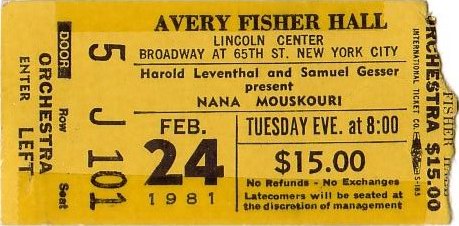 AVERY FISHER HALL
LINCOLN CENTER
BROADWAY AT 65TH ST. NEW YORK CITY
Harold Leventhal and Samuel Gesser
present
NANA MOUSKOURI
FEB.
24
1981
TUESDAY EVE. at 8:00
$15.00
No Refunds - No Exchanges
Latecomers will be seated
at the discretion of management
DOOR 5
Row J
Seat 101
ORCHESTRA
ENTER LEFT
ORCHESTRA $15.00
INTERNATIONAL TICKET CO.
FISHER